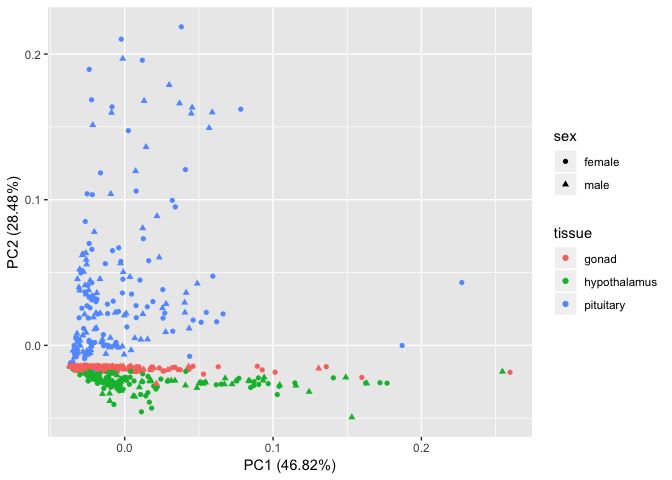 0.2
0.1
0.0
PC2 (28.48%)
0.0
0.1
0.2
PC1 (46.82%)
sex
female
male
tissue
gonad
hypothalamus
pituitary